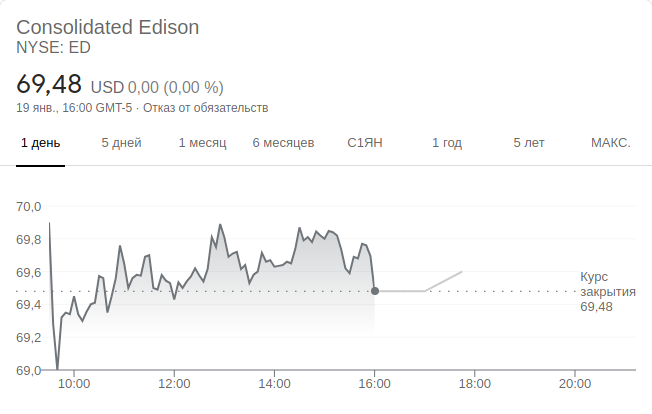 Consolidated Edison
NYSE: ED
69,48 USD 0,00 (0,00 %)
19 янв., 16:00 GMT-5 · Отказ от обязательств
1 день 5 дней 1 месяц 6 месяцев С1ЯН 1 год 5 лет МАКС.
70,0
69,8
69,6
69,4
69,2
69,0
Курс
закрытия
69,48
10:00 12:00 14:00 16:00 18:00 20:00